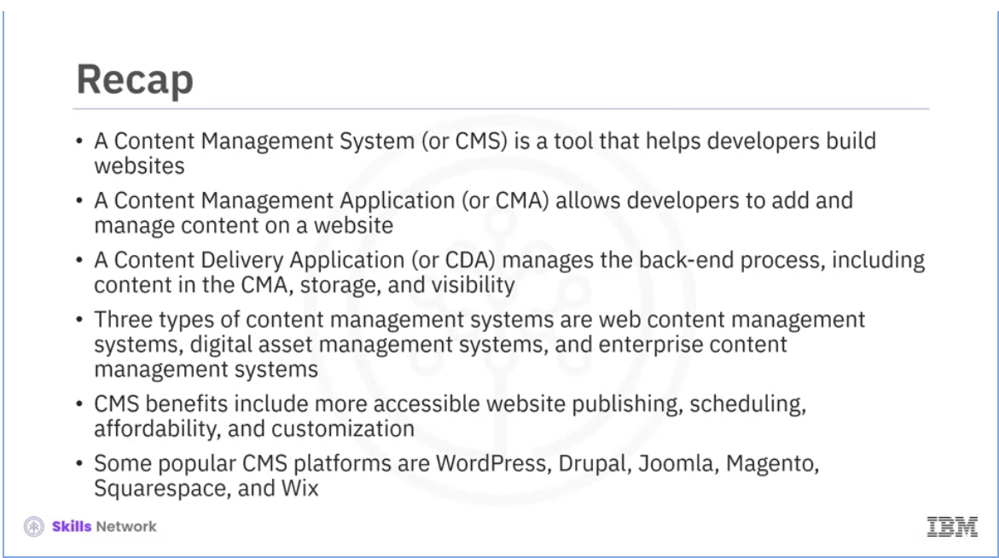 Recap
• A Content Management System (or CMS) is a tool that helps developers build
websites
• A Content Management Application (or CMA) allows developers to add and
manage content on a website
• A Content Delivery Application (or CDA) manages the back-end process, including
content in the CMA, storage, and visibility
• Three types of content management systems are web content management
systems, digital asset management systems, and enterprise content
management systems
• CMS benefits include more accessible website publishing, scheduling,
affordability, and customization
• Some popular CMS platforms are WordPress, Drupal, Joomla, Magento,
Squarespace, and Wix
Skills Network
IBM